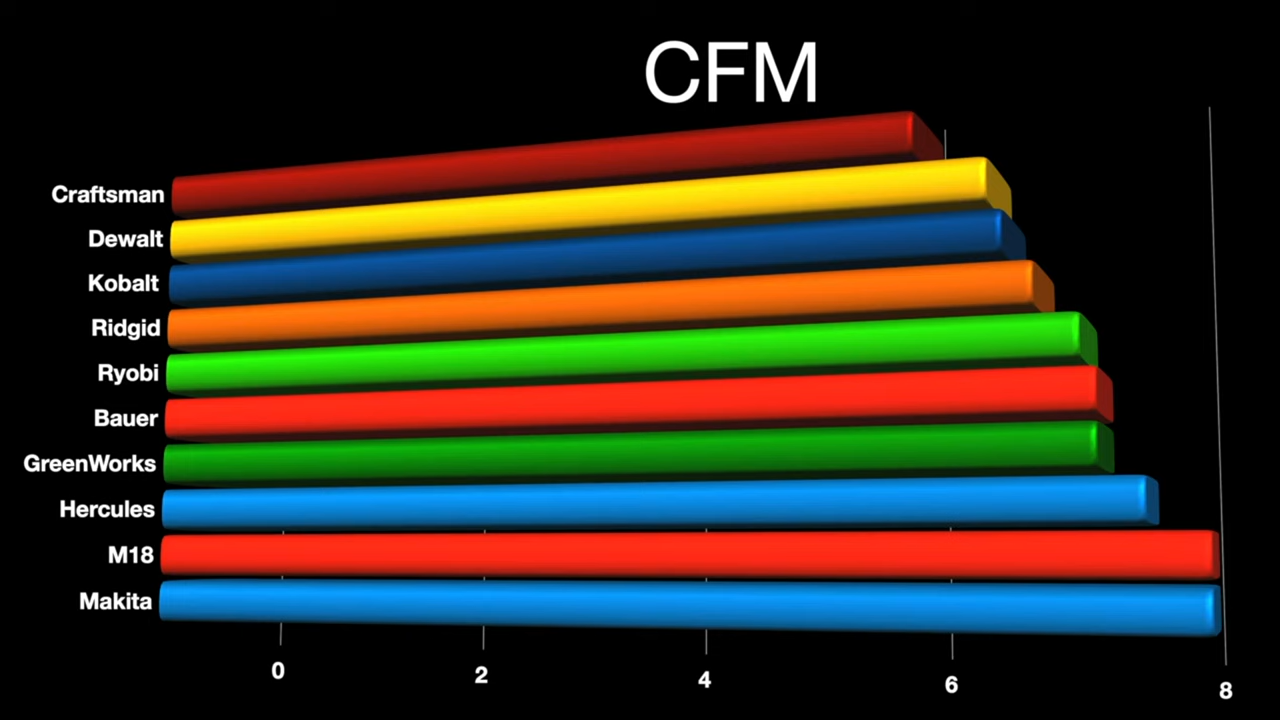 CFM
Craftsman
Dewalt
Kobalt
Ridgid
Ryobi
Bauer
GreenWorks
Hercules
M18
Makita
0 2 4 6 8